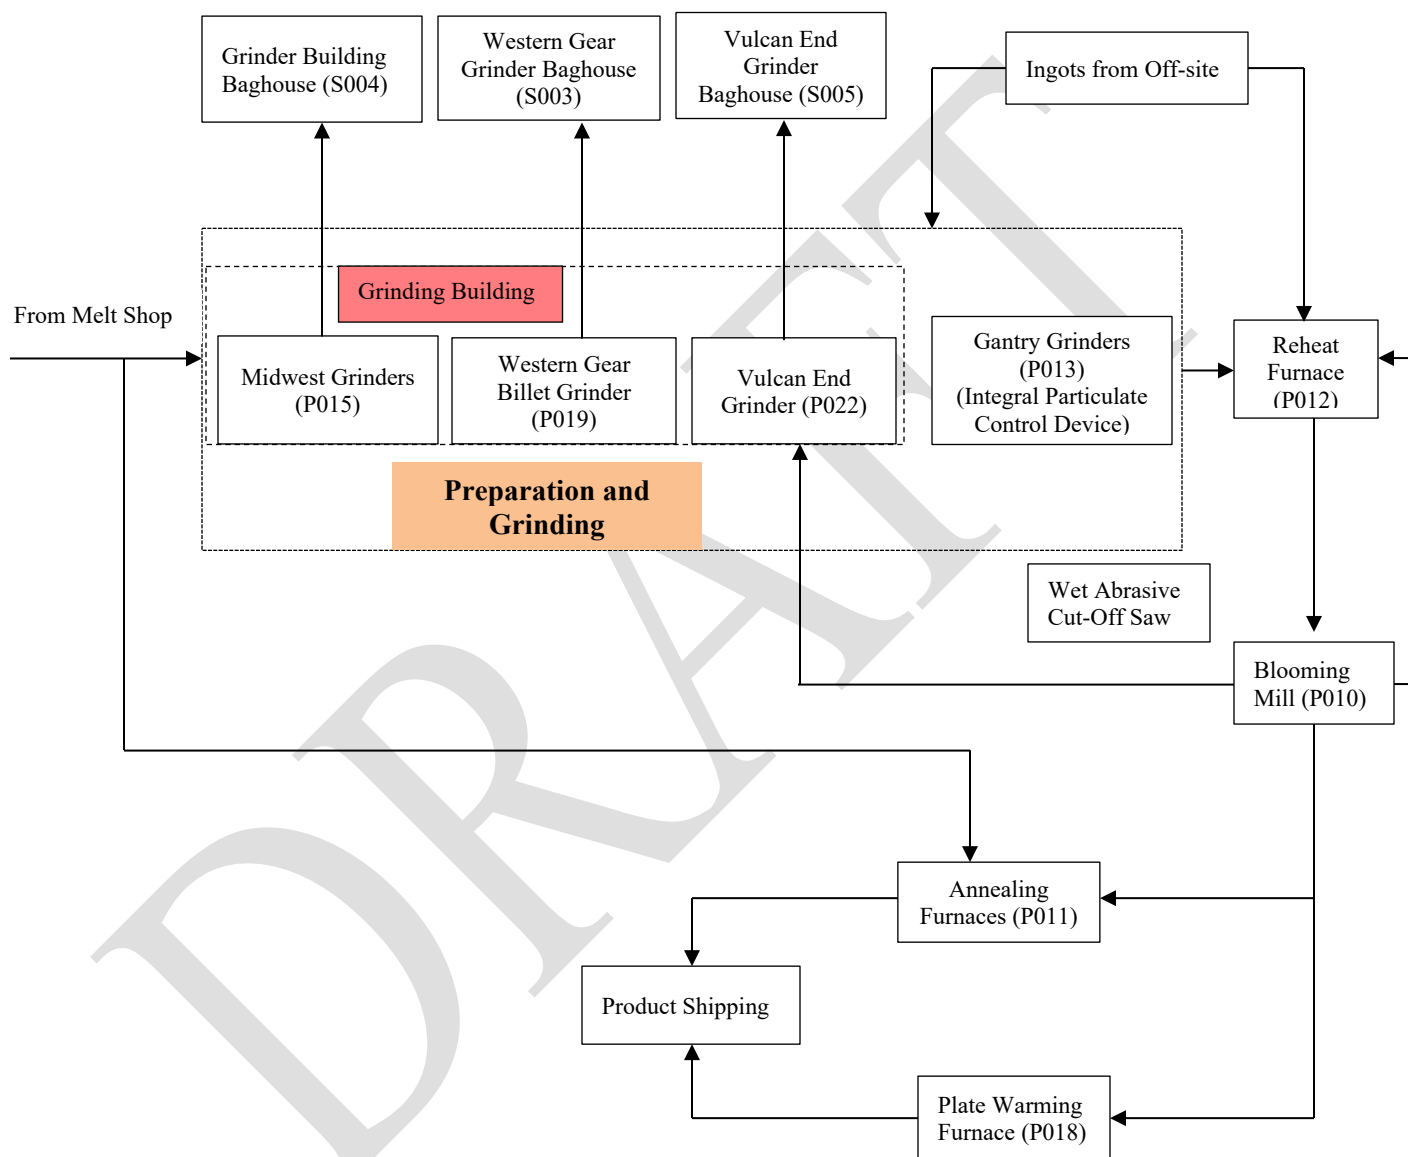 Grinder Building
Baghouse (S004)
Western Gear
Grinder Baghouse
(S003)
Vulcan End
Grinder
Baghouse (S005)
Ingots from Off-site
Grinding Building
From Melt Shop
Midwest Grinders
(P015)
Western Gear
Billet Grinder
(P019)
Vulcan End
Grinder (P022)
Gantry Grinders
(P013)
(Integral Particulate
Control Device)
Reheat
Furnace
(P012)
Preparation and
Grinding
Wet Abrasive
Cut-Off Saw
Blooming
Mill (P010)
Annealing
Furnaces (P011)
Product Shipping
Plate Warming
Furnace (P018)
DRAFT